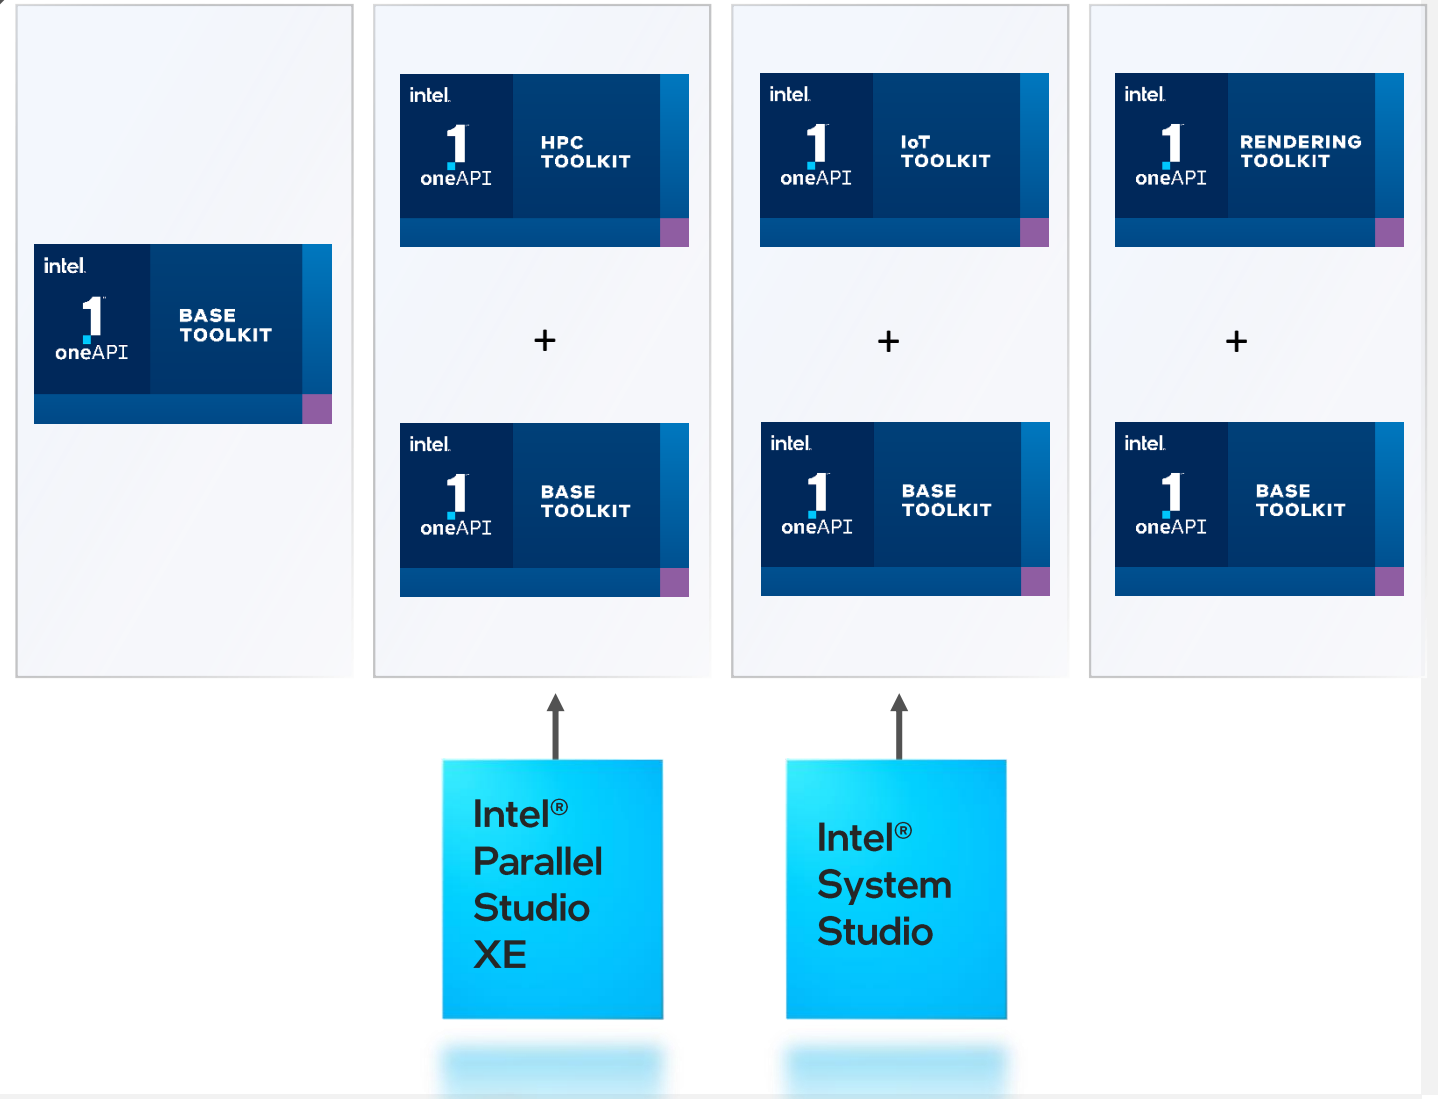 intel.
1
oneAPI
BASE
TOOLKIT
intel.
1
oneAPI
HPC
TOOLKIT
+
intel.
1
oneAPI
BASE
TOOLKIT
intel.
1
oneAPI
IoT
TOOLKIT
+
intel.
1
oneAPI
BASE
TOOLKIT
intel.
1
oneAPI
RENDERING
TOOLKIT
+
intel.
1
oneAPI
BASE
TOOLKIT
Intel®
Parallel
Studio
XE
Intel®
System
Studio